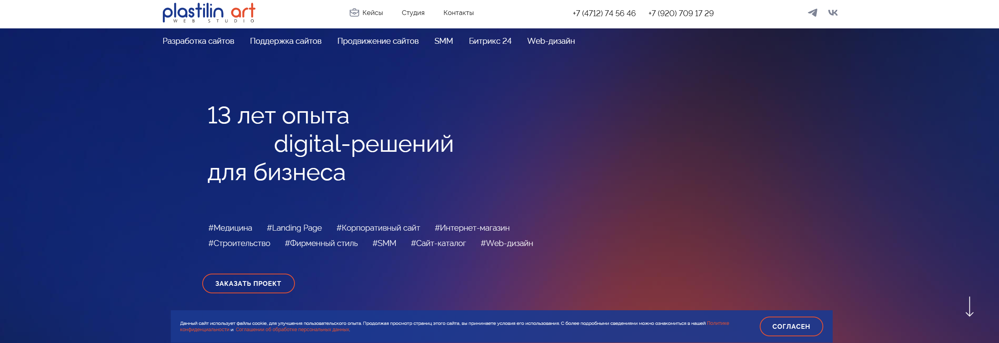 plastilin art
WEB STUDIO
Кейсы Студия Контакты
+7 (4712) 74 56 46 +7 (920) 709 17 29
Разработка сайтов Поддержка сайтов Продвижение сайтов SMM Битрикс 24 Web-дизайн
13 лет опыта
digital-решений
для бизнеса
#Медицина #Landing Page #Корпоративный сайт #Интернет-магазин
#Строительство #Фирменный стиль #SMM #Сайт-каталог #Web-дизайн
ЗАКАЗАТЬ ПРОЕКТ
Данный сайт использует файлы cookie, для улучшения пользовательского опыта. Продолжая просмотр страниц этого сайта, вы принимаете условия его использования. С более подробными сведениями можно ознакомиться в нашей Политике
конфиденциальности и Соглашении об обработке персональных данных.
СОГЛАСЕН